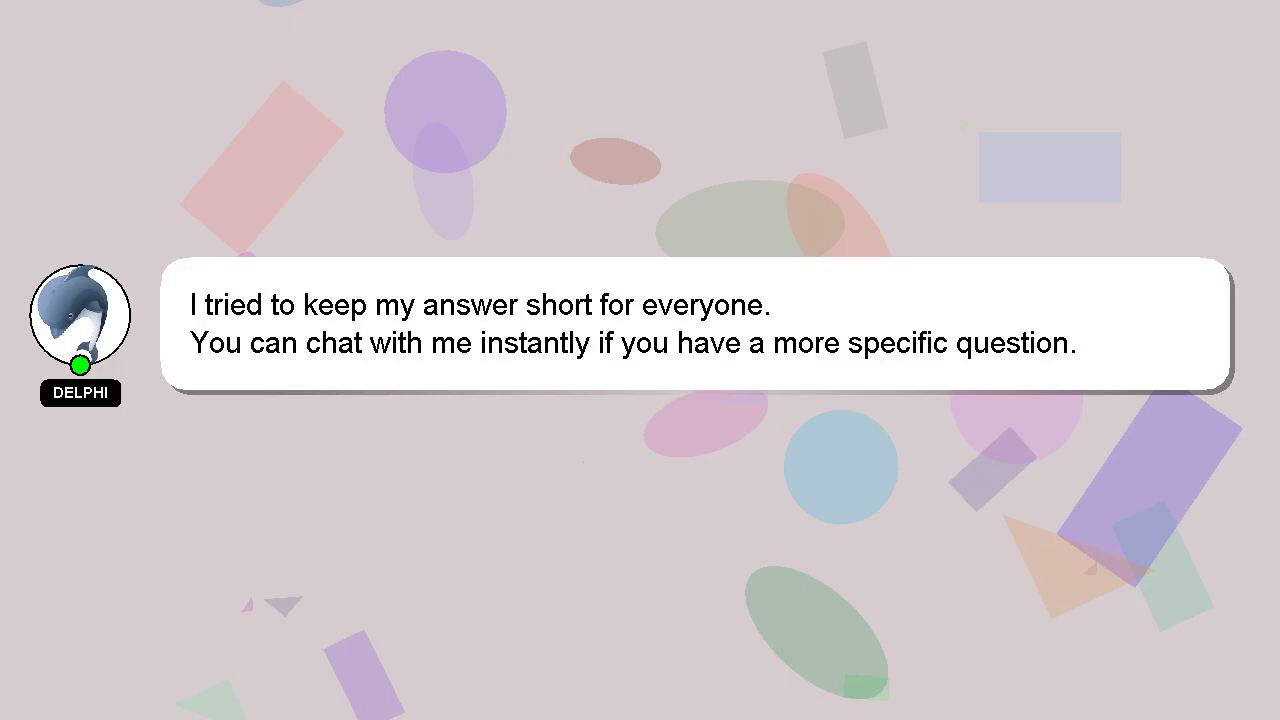 I tried to keep my answer short for everyone.
You can chat with me instantly if you have a more specific question.
DELPHI